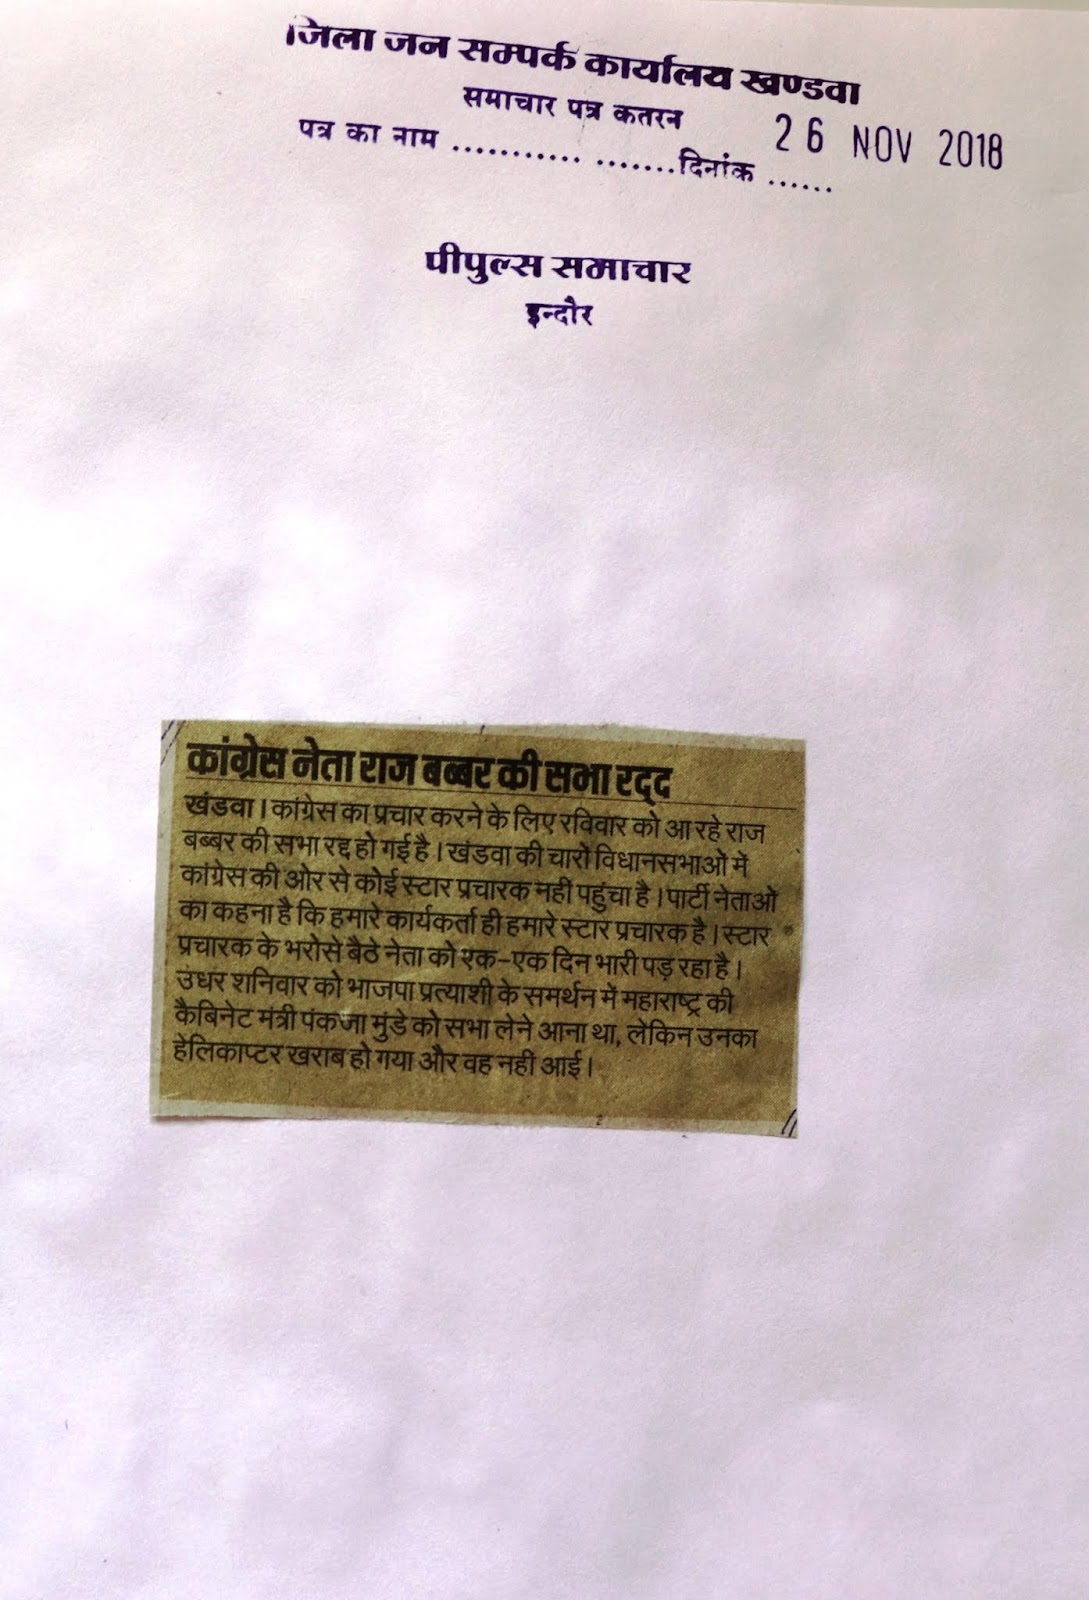 जिला जन सम्पर्क कार्यालय खण्डवा
समाचार पत्र कतरन
26 NOV 2018
पत्र का नाम ........... .......दिनांक ......
पीपुल्स समाचार
इन्दौर
कांग्रेस नेता राज बब्बर की सभा रद्द
खंडवा। कांग्रेस का प्रचार करने के लिए रविवार को आ रहे राज
बब्बर की सभा रद्द हो गई है। खंडवा की चारों विधानसभाओं में
कांग्रेस की ओर से कोई स्टार प्रचारक नहीं पहुंचा है। पार्टी नेताओं
का कहना है कि हमारे कार्यकर्ता ही हमारे स्टार प्रचारक है। स्टार
प्रचारक के भरोसे बैठे नेता को एक-एक दिन भारी पड़ रहा है।
उधर शनिवार को भाजपा प्रत्याशी के समर्थन में महाराष्ट्र की
कैबिनेट मंत्री पंकजा मुंडे को सभा लेने आना था, लेकिन उनका
हेलिकाप्टर खराब हो गया और वह नही आई।